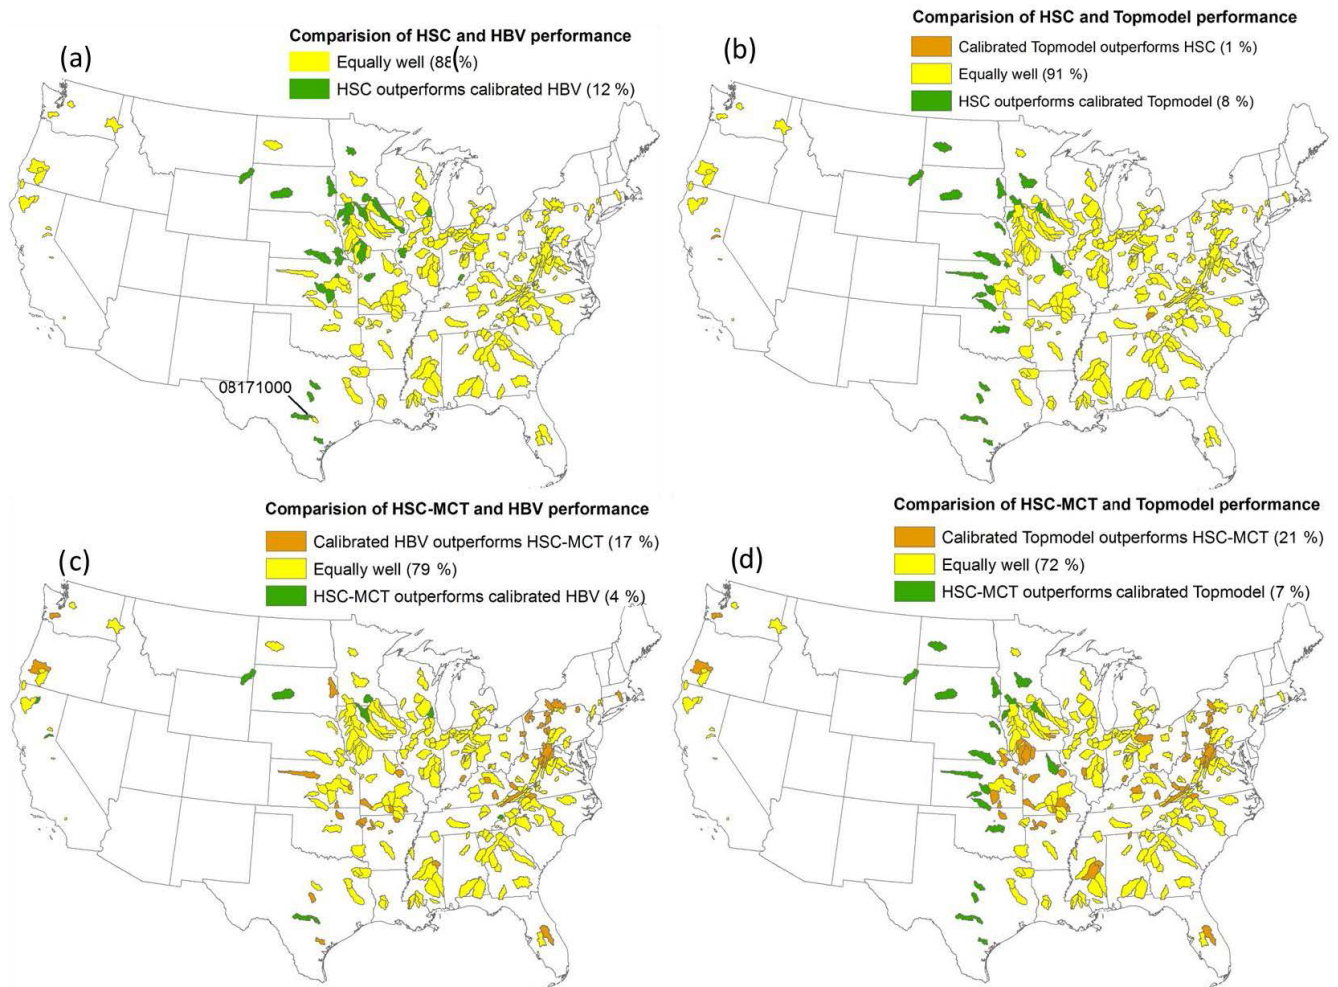 (a)
Comparision of HSC and HBV performance
Equally well (88(%)
HSC outperforms calibrated HBV (12 %)
08171000
(b)
Comparision of HSC and Topmodel performance
Calibrated Topmodel outperforms HSC (1 %)
Equally well (91 %)
HSC outperforms calibrated Topmodel (8 %)
(c)
Comparision of HSC-MCT and HBV performance
Calibrated HBV outperforms HSC-MCT (17 %)
Equally well (79 %)
HSC-MCT outperforms calibrated HBV (4 %)
(d)
Comparision of HSC-MCT and Topmodel performance
Calibrated Topmodel outperforms HSC-MCT (21 %)
Equally well (72 %)
HSC-MCT outperforms calibrated Topmodel (7 %)